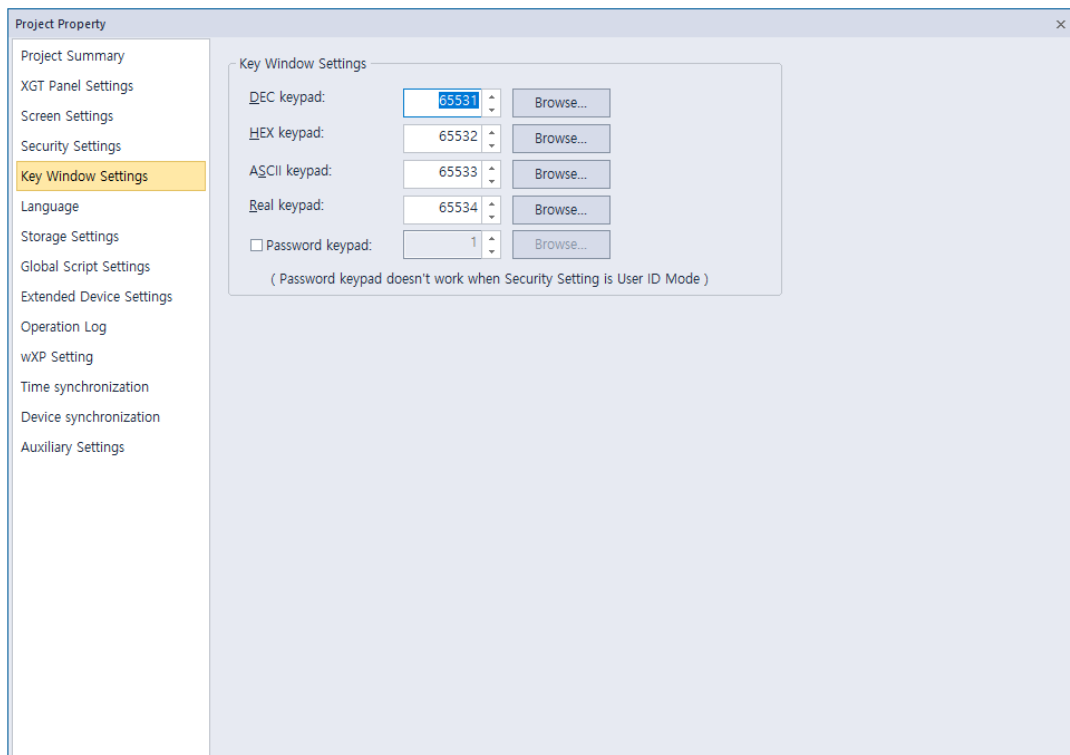 Project Property
Project Summary
XGT Panel Settings
Screen Settings
Security Settings
Key Window Settings
Language
Storage Settings
Global Script Settings
Extended Device Settings
Operation Log
wXP Setting
Time synchronization
Device synchronization
Auxiliary Settings
Key Window Settings
DEC keypad: 65531 Browse...
HEX keypad: 65532 Browse...
ASCII keypad: 65533 Browse...
Real keypad: 65534 Browse...
Password keypad: 1 Browse...
( Password keypad doesn't work when Security Setting is User ID Mode )